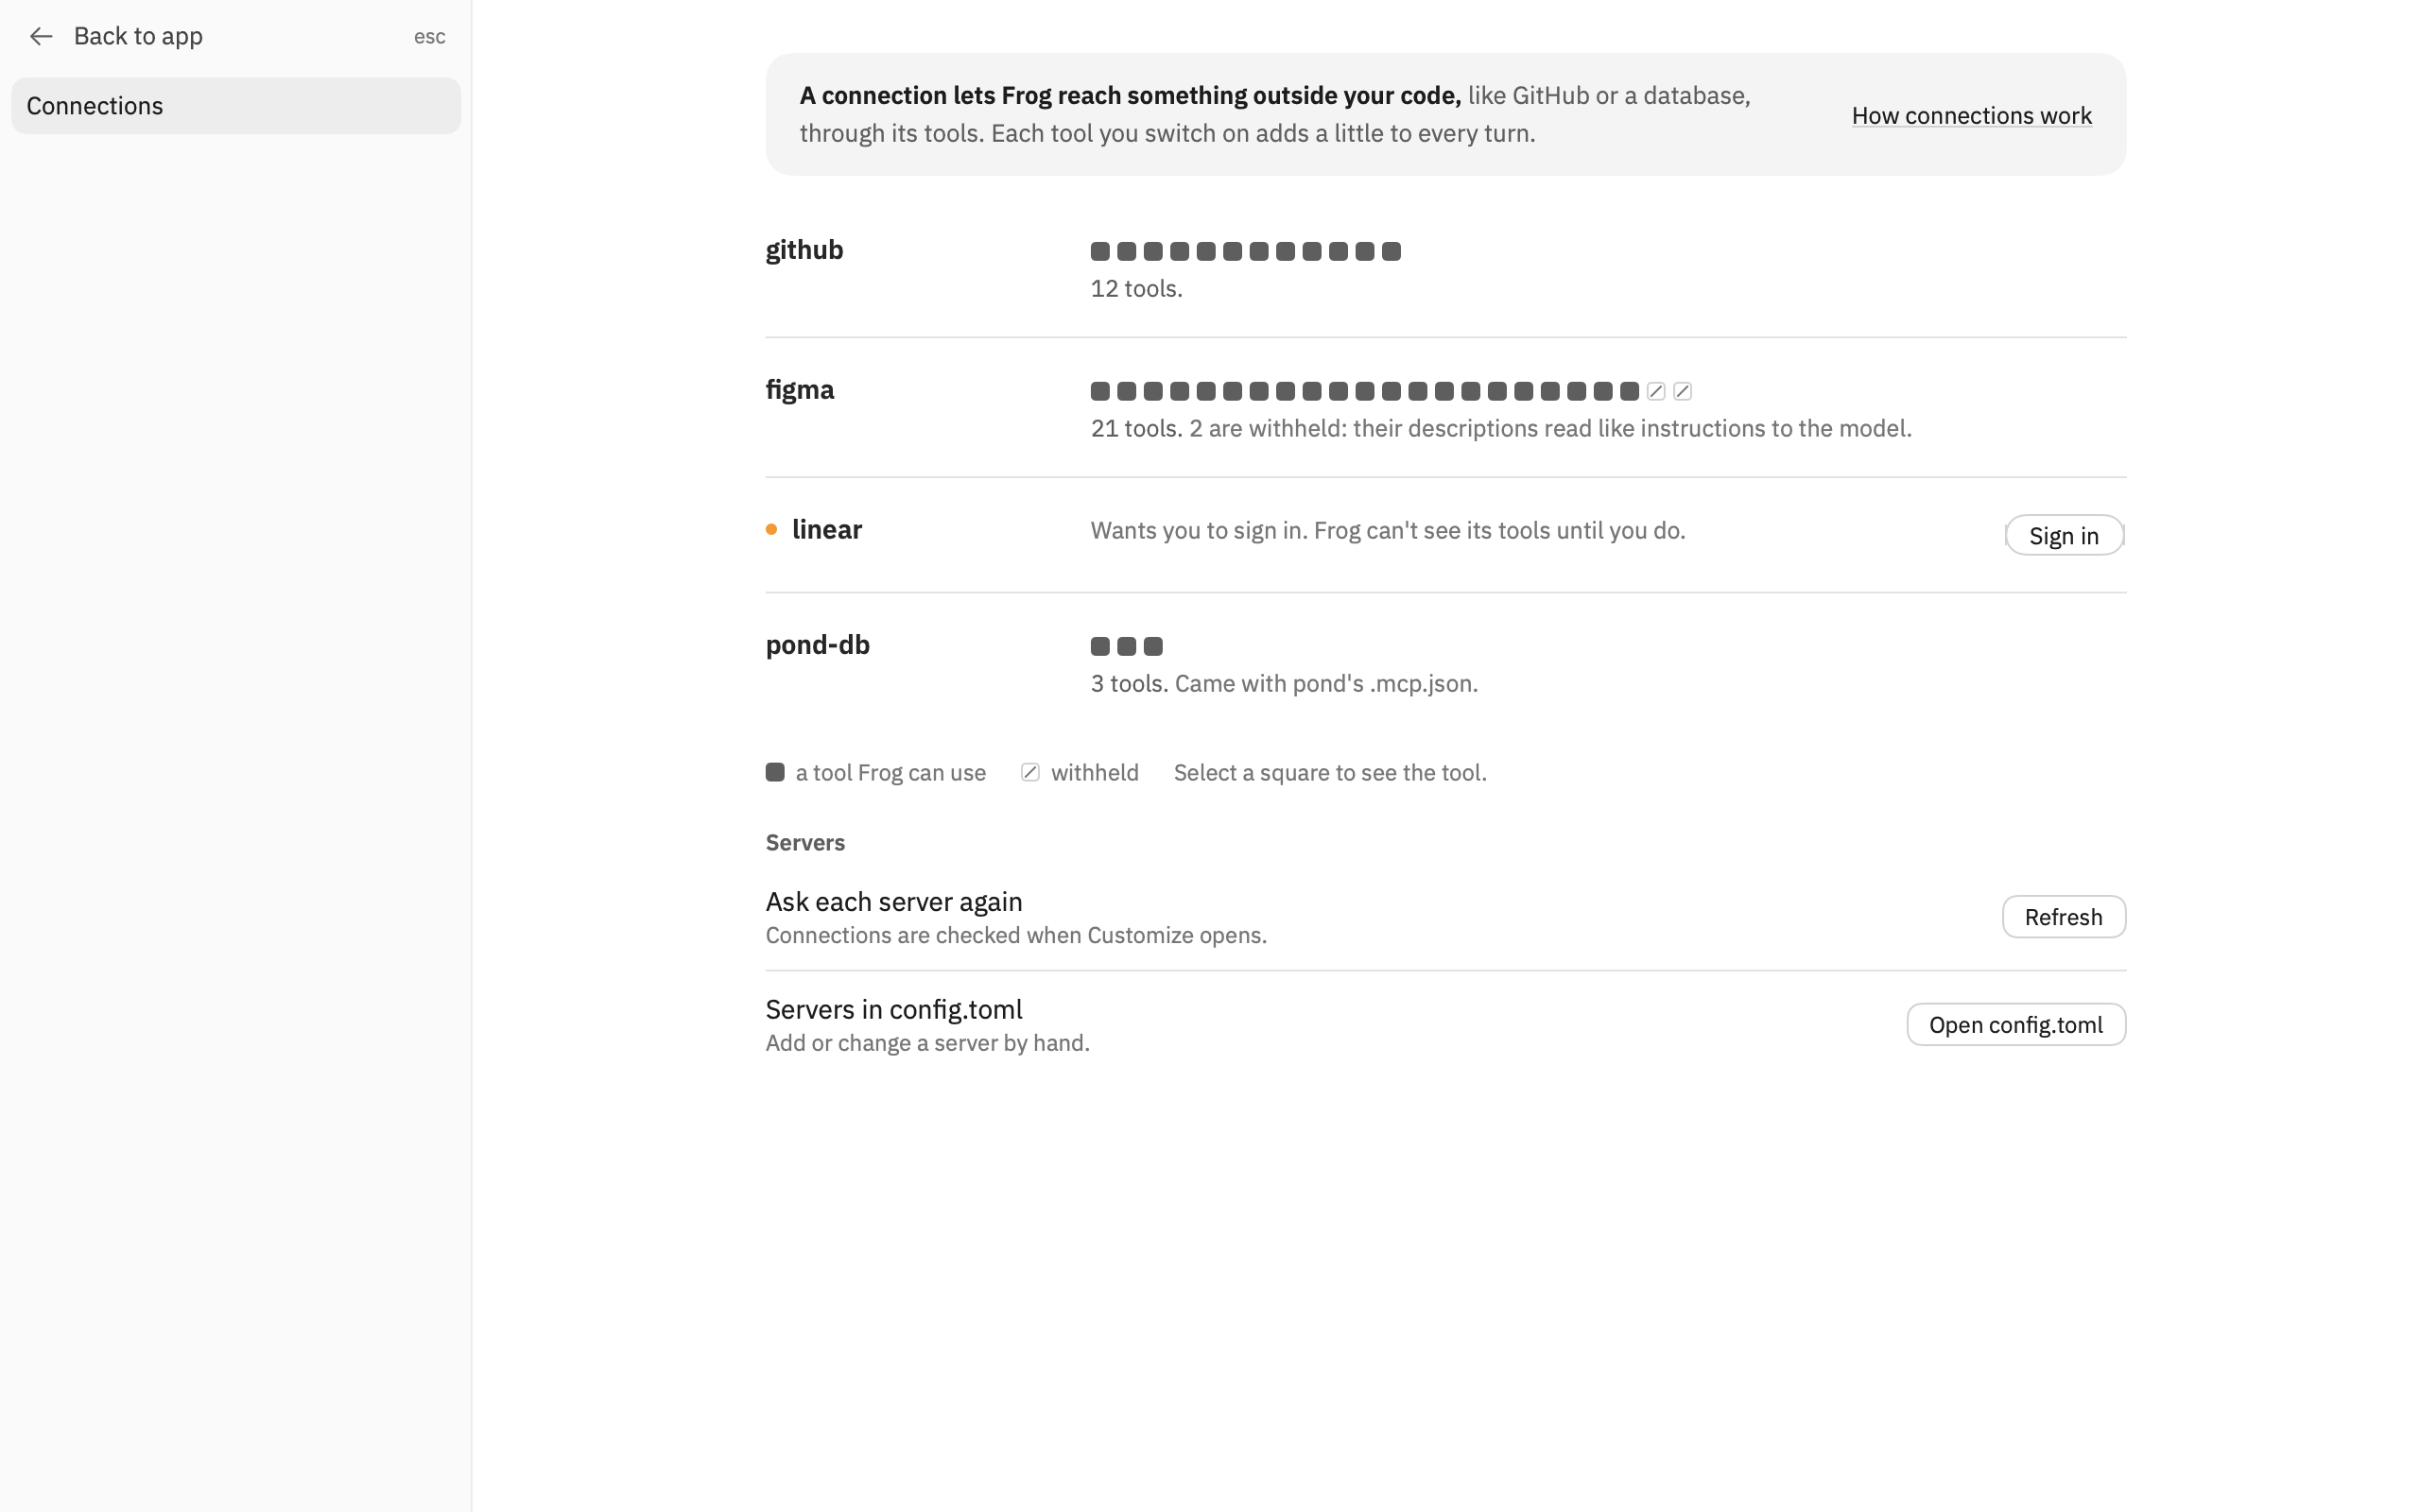 Back to app
esc
Connections
A connection lets Frog reach something outside your code, like GitHub or a database,
through its tools. Each tool you switch on adds a little to every turn.
How connections work
github
12 tools.
figma
21 tools. 2 are withheld: their descriptions read like instructions to the model.
linear
Wants you to sign in. Frog can't see its tools until you do.
Sign in
pond-db
3 tools. Came with pond's .mcp.json.
a tool Frog can use
withheld
Select a square to see the tool.
Servers
Ask each server again
Connections are checked when Customize opens.
Refresh
Servers in config.toml
Add or change a server by hand.
Open config.toml